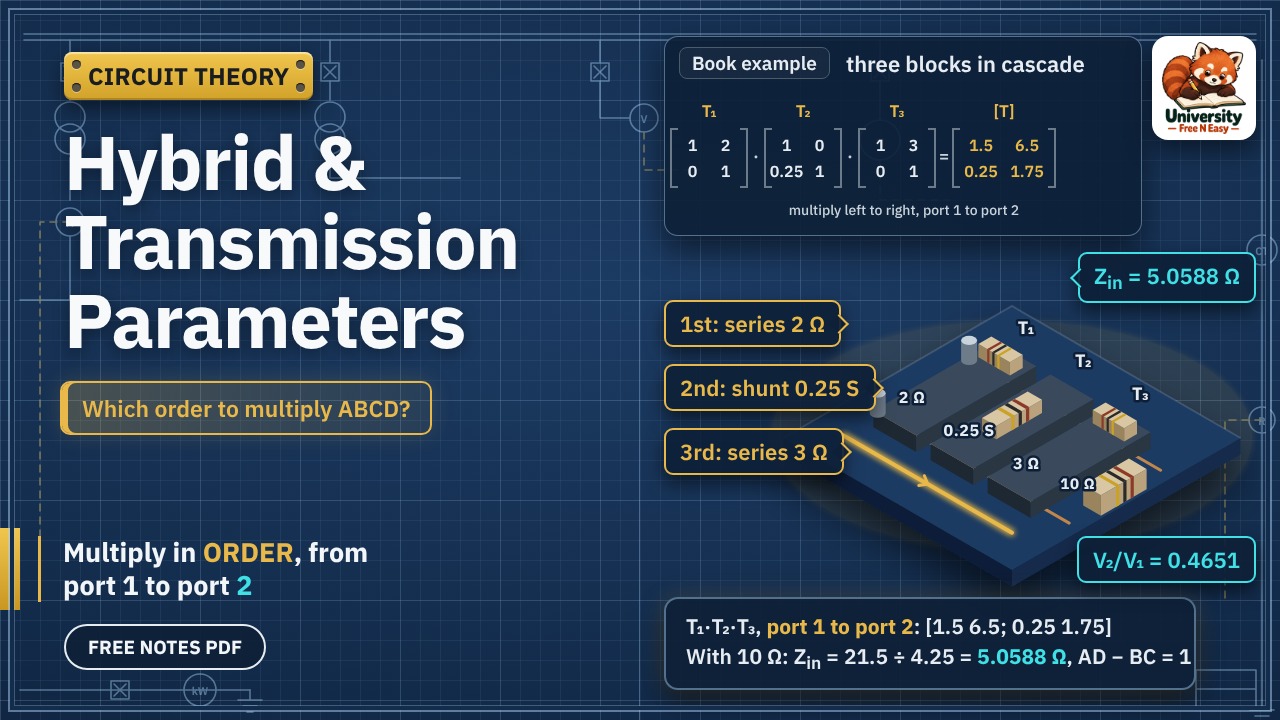 CIRCUIT THEORY
Hybrid &
Transmission
Parameters
Which order to multiply ABCD?
Multiply in ORDER, from
port 1 to port 2
FREE NOTES PDF
kW
V
Book example three blocks in cascade
T₁ T₂ T₃ [T]
1 2 1 0 1 3 1.5 6.5
· · =
0 1 0.25 1 0 1 0.25 1.75
multiply left to right, port 1 to port 2
University
Free N Easy
Zin = 5.0588 Ω
1st: series 2 Ω
2nd: shunt 0.25 S
3rd: series 3 Ω
T₁
T₂
T₃
2 Ω
0.25 S
3 Ω
10 Ω
V₂/V₁ = 0.4651
T₁·T₂·T₃, port 1 to port 2: [1.5 6.5; 0.25 1.75]
With 10 Ω: Zin = 21.5 ÷ 4.25 = 5.0588 Ω, AD − BC = 1